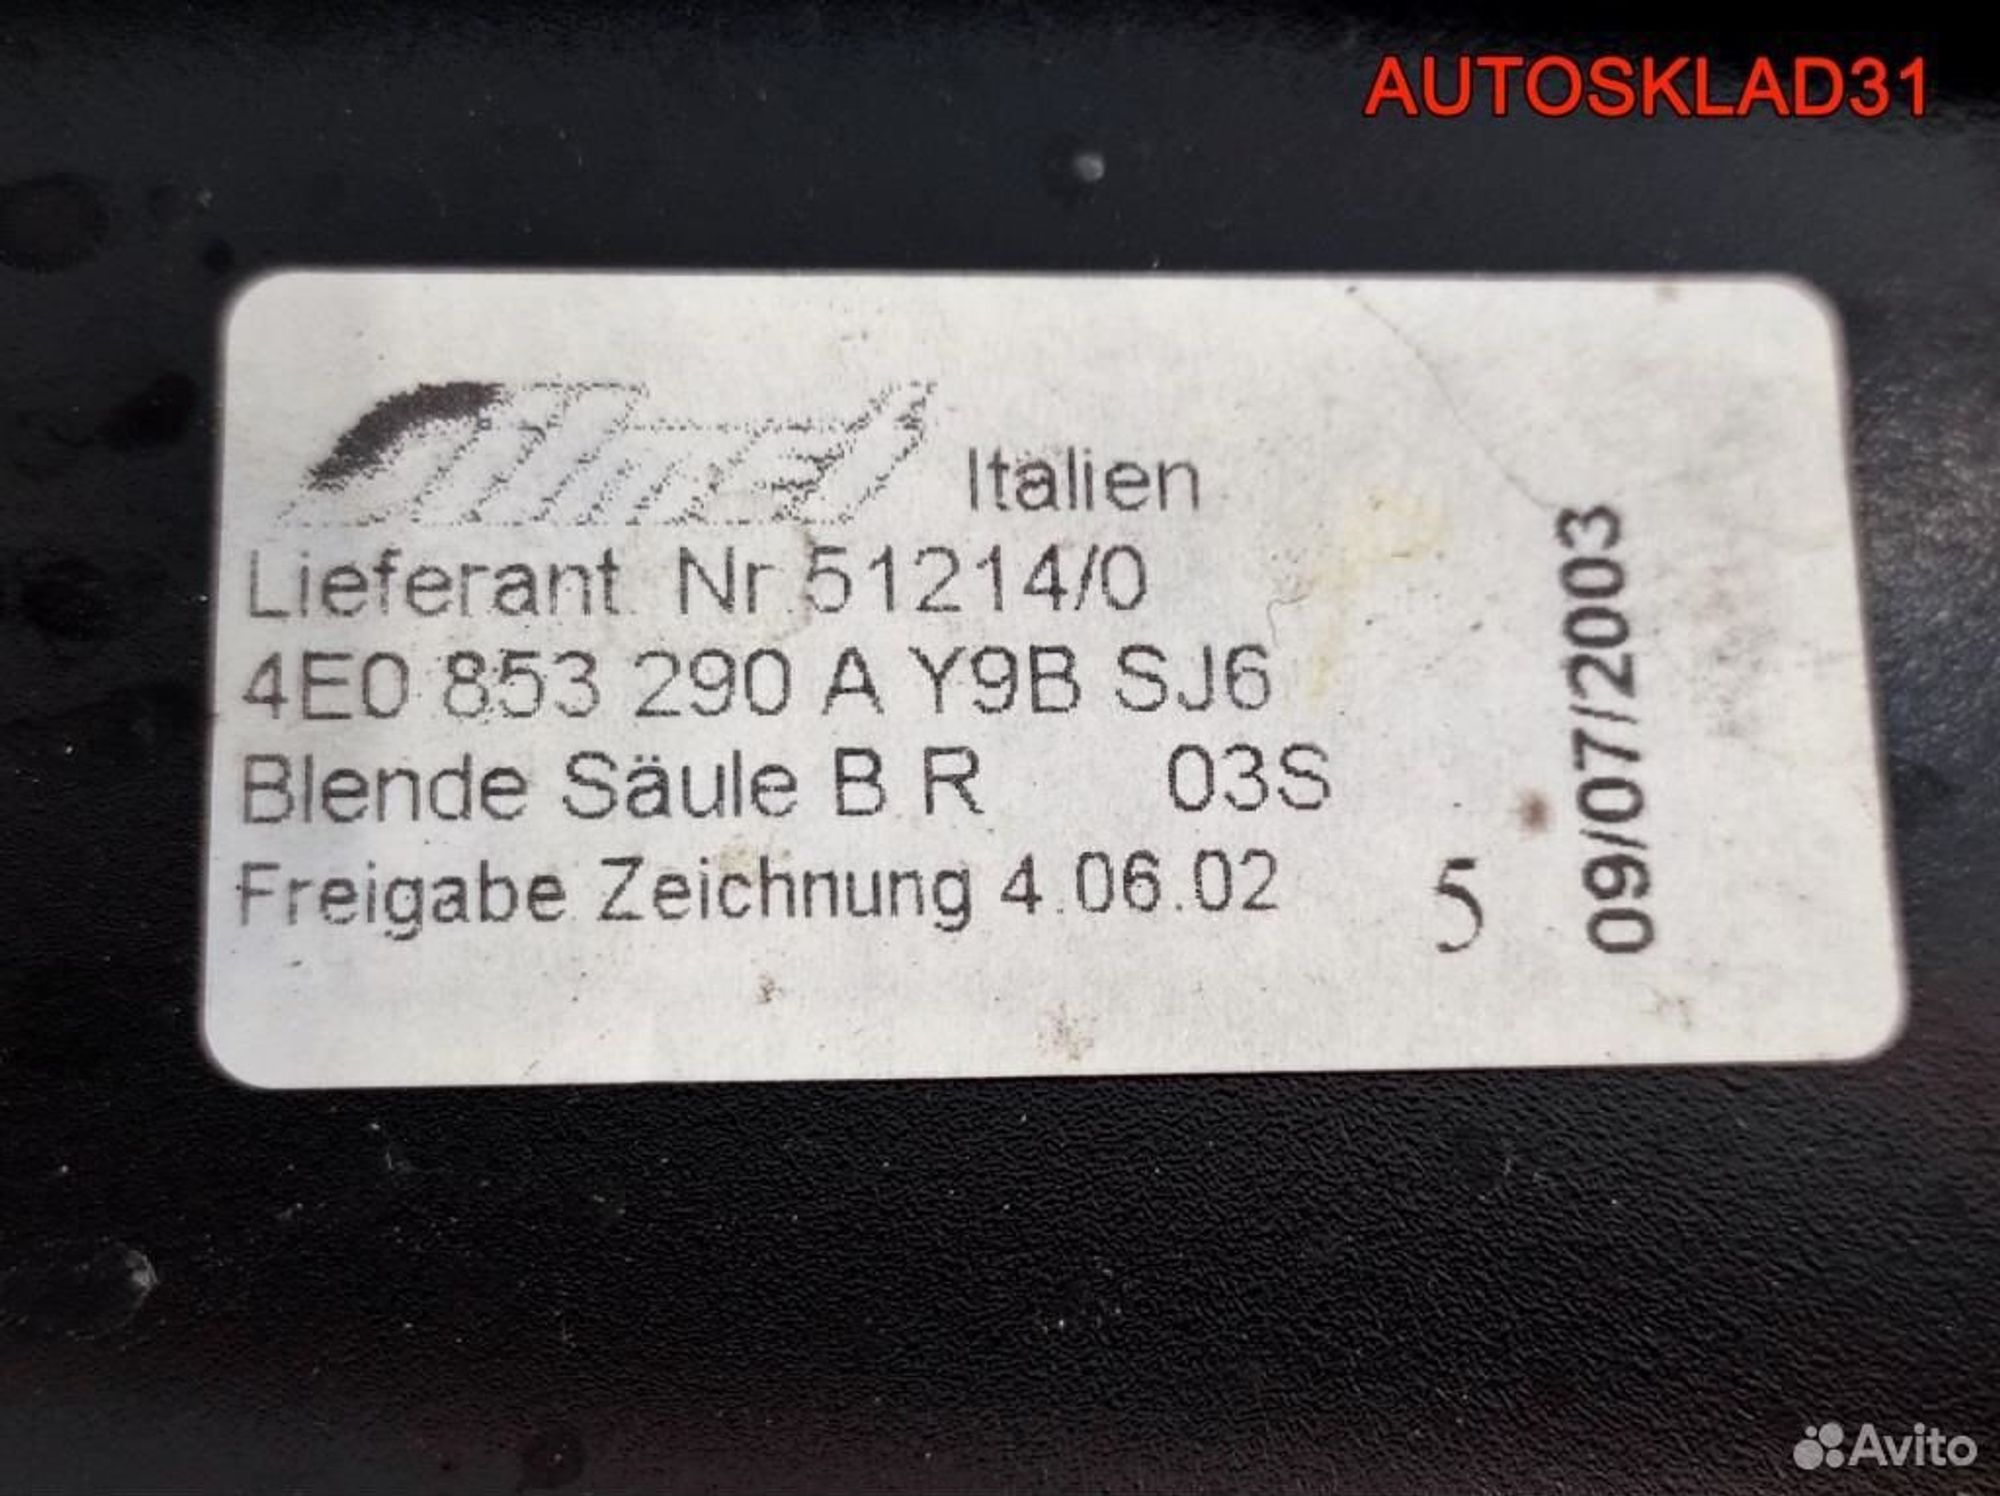 AUTOSKLAD31
Italien
Lieferant Nr.51214/0
4E0 853 290 A Y9B SJ6
Blende Säule B R 03S
Freigabe Zeichnung 4.06.02 5
09/07/2003
Avito